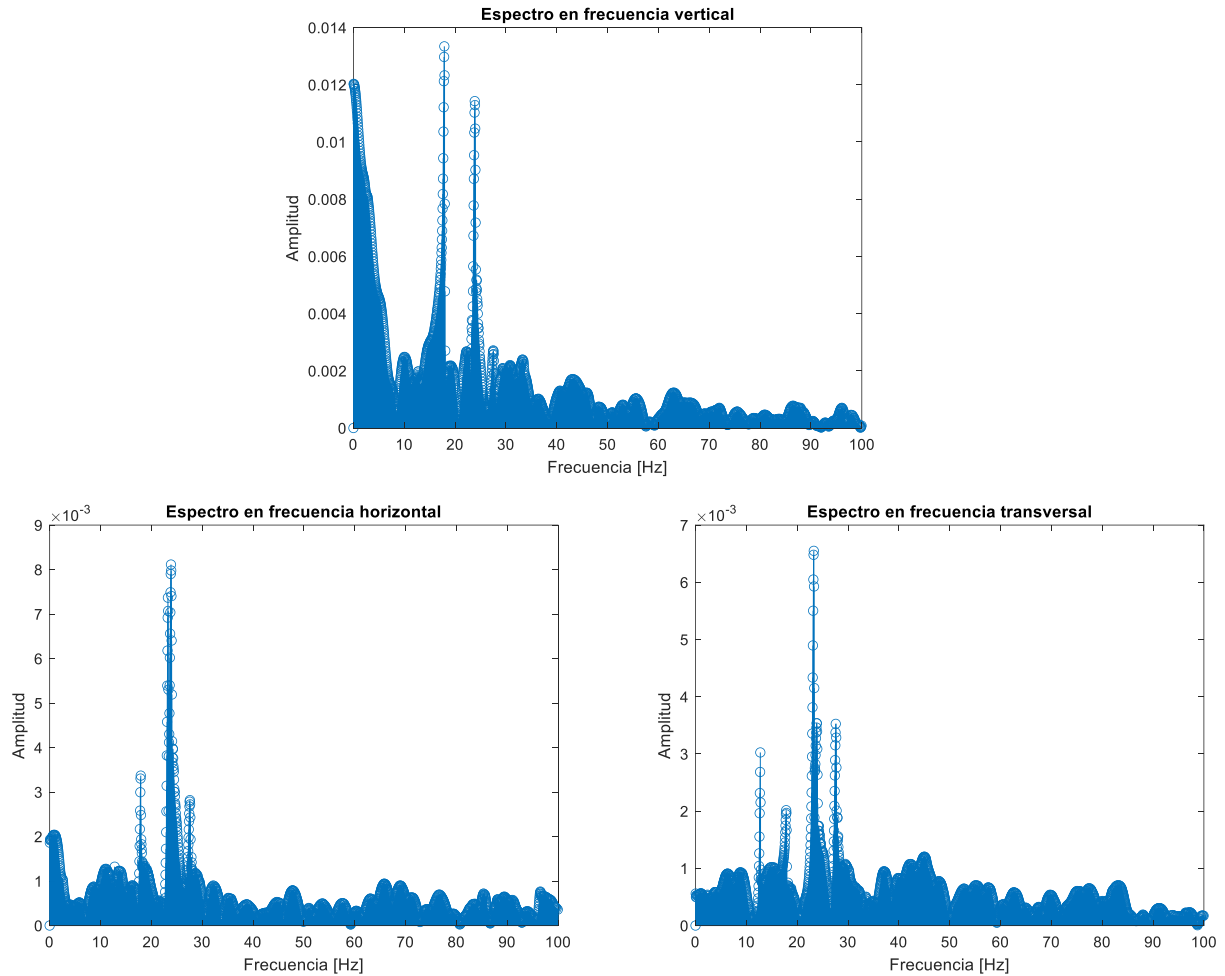 Espectro en frecuencia vertical
0.014
0.012
0.01
0.008
0.006
0.004
0.002
0
Amplitud
0 10 20 30 40 50 60 70 80 90 100
Frecuencia [Hz]
Espectro en frecuencia horizontal
×10⁻³
9
8
7
6
5
4
3
2
1
0
Amplitud
0 10 20 30 40 50 60 70 80 90 100
Frecuencia [Hz]
Espectro en frecuencia transversal
×10⁻³
7
6
5
4
3
2
1
0
Amplitud
0 10 20 30 40 50 60 70 80 90 100
Frecuencia [Hz]